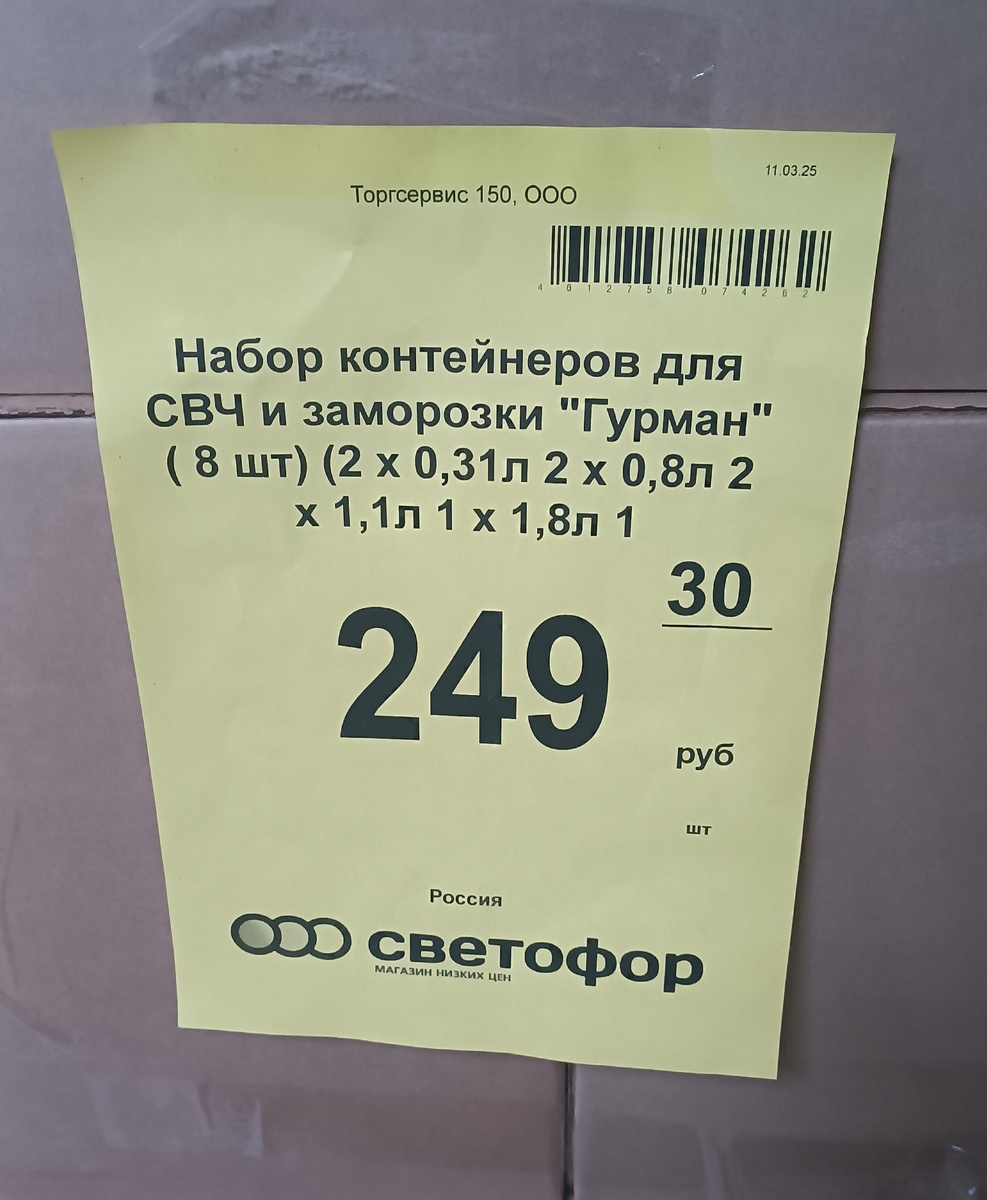 11.03.25
Торгсервис 150, ООО
4 612758 074262
Набор контейнеров для
СВЧ и заморозки "Гурман"
( 8 шт) (2 х 0,31л 2 х 0,8л 2
х 1,1л 1 х 1,8л 1
30
249
руб
шт
Россия
светофор
МАГАЗИН НИЗКИХ ЦЕН